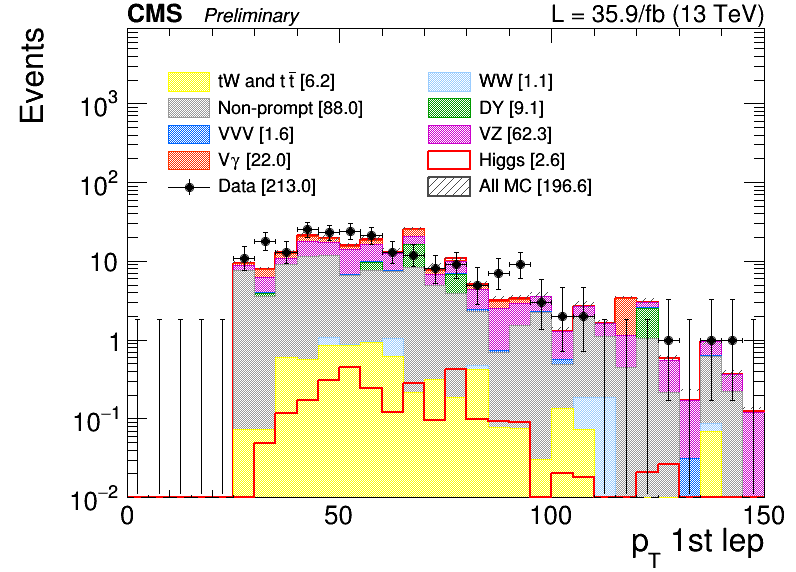 CMS Preliminary L = 35.9/fb (13 TeV)
Events
tW and t t̄ [6.2] WW [1.1]
Non-prompt [88.0] DY [9.1]
VVV [1.6] VZ [62.3]
Vγ [22.0] Higgs [2.6]
Data [213.0] All MC [196.6]
10³
10²
10
1
10⁻¹
10⁻²
0 50 100 150
p_T 1st lep